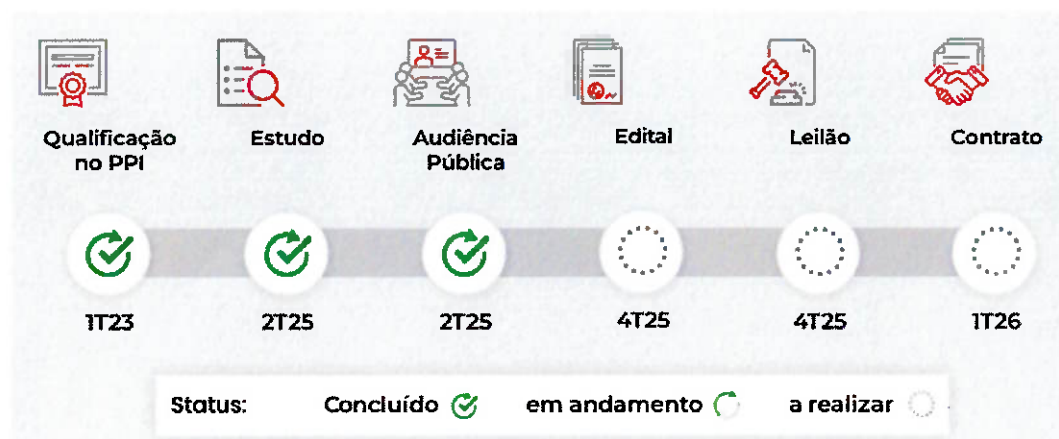 Qualificação
no PPI
Estudo
Audiência
Pública
Edital
Leilão
Contrato
1T23
2T25
2T25
4T25
4T25
1T26
Status: Concluído em andamento a realizar